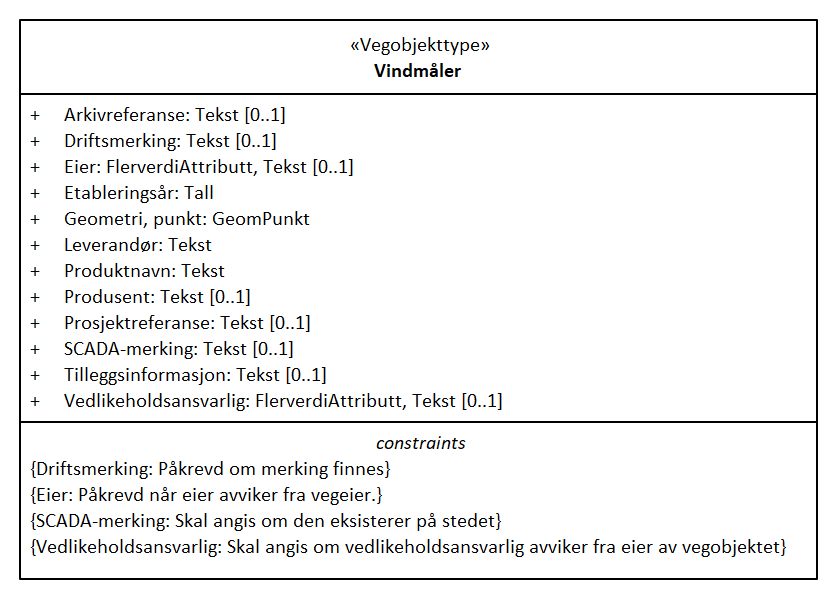 «Vegobjekttype»
Vindmåler
+ Arkivreferanse: Tekst [0..1]
+ Driftsmerking: Tekst [0..1]
+ Eier: FlerverdiAttributt, Tekst [0..1]
+ Etableringsår: Tall
+ Geometri, punkt: GeomPunkt
+ Leverandør: Tekst
+ Produktnavn: Tekst
+ Produsent: Tekst [0..1]
+ Prosjektreferanse: Tekst [0..1]
+ SCADA-merking: Tekst [0..1]
+ Tilleggsinformasjon: Tekst [0..1]
+ Vedlikeholdsansvarlig: FlerverdiAttributt, Tekst [0..1]
constraints
{Driftsmerking: Påkrevd om merking finnes}
{Eier: Påkrevd når eier avviker fra vegeier.}
{SCADA-merking: Skal angis om den eksisterer på stedet}
{Vedlikeholdsansvarlig: Skal angis om vedlikeholdsansvarlig avviker fra eier av vegobjektet}